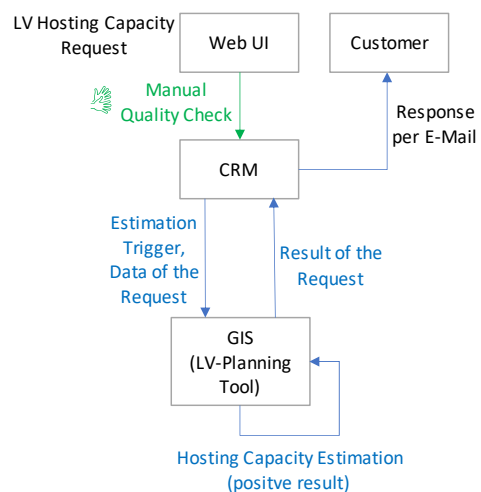 LV Hosting Capacity
Request
Web UI
Customer
Manual
Quality Check
Response
per E-Mail
CRM
Estimation
Trigger,
Data of the
Request
Result of the
Request
GIS
(LV-Planning
Tool)
Hosting Capacity Estimation
(positve result)